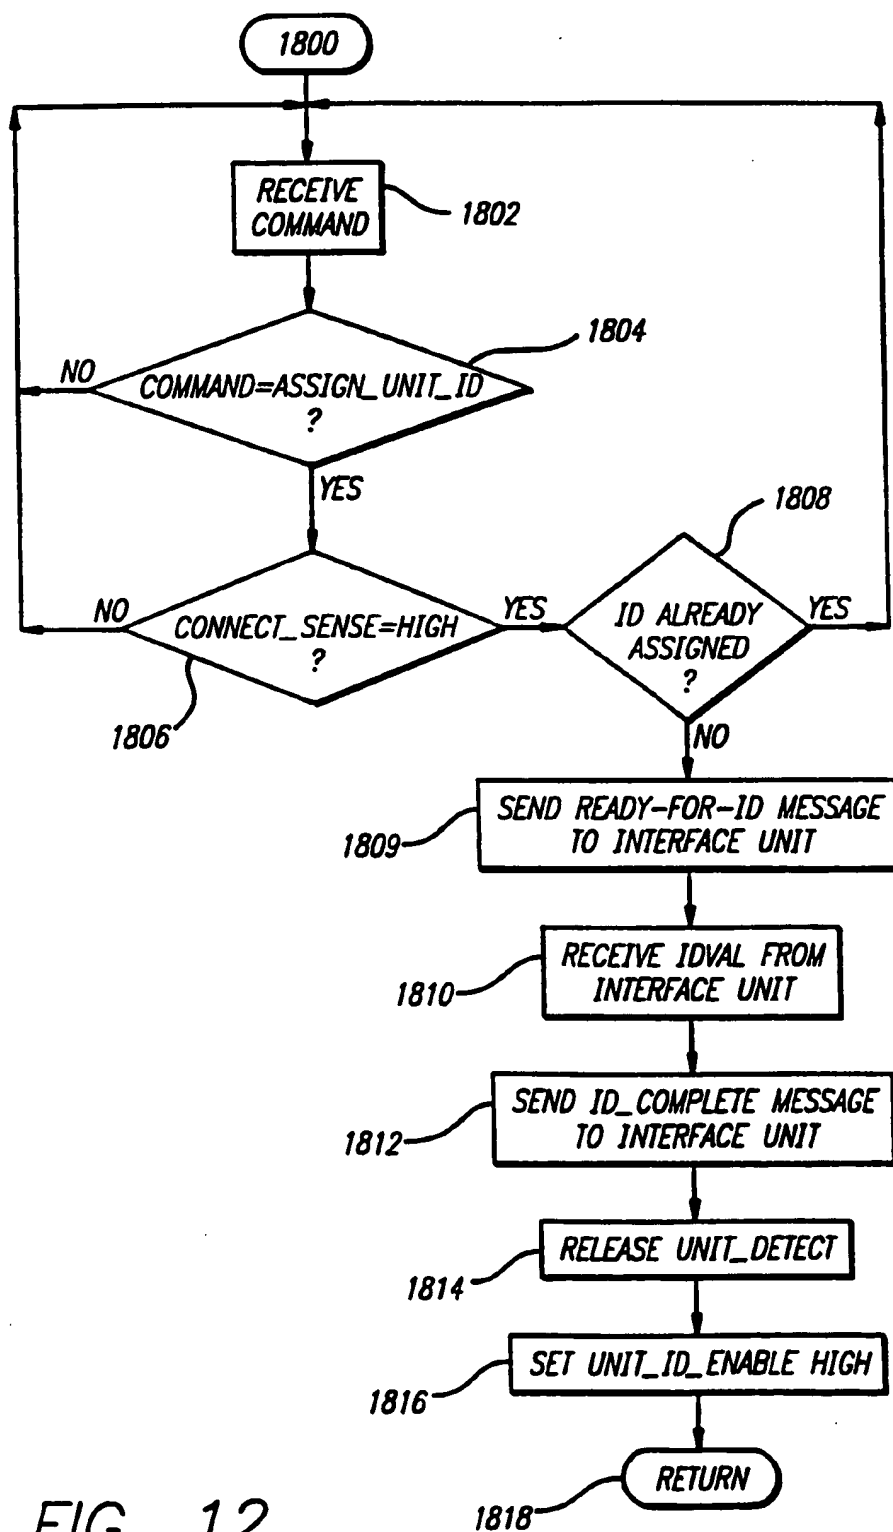 1800
RECEIVE
COMMAND
1802
1804
NO
COMMAND=ASSIGN_UNIT_ID
?
YES
1808
NO
CONNECT_SENSE=HIGH
?
YES
ID ALREADY
ASSIGNED
?
YES
1806
NO
SEND READY-FOR-ID MESSAGE
TO INTERFACE UNIT
1809
RECEIVE IDVAL FROM
INTERFACE UNIT
1810
SEND ID_COMPLETE MESSAGE
TO INTERFACE UNIT
1812
RELEASE UNIT_DETECT
1814
SET UNIT_ID_ENABLE HIGH
1816
RETURN
1818
FIG. 12